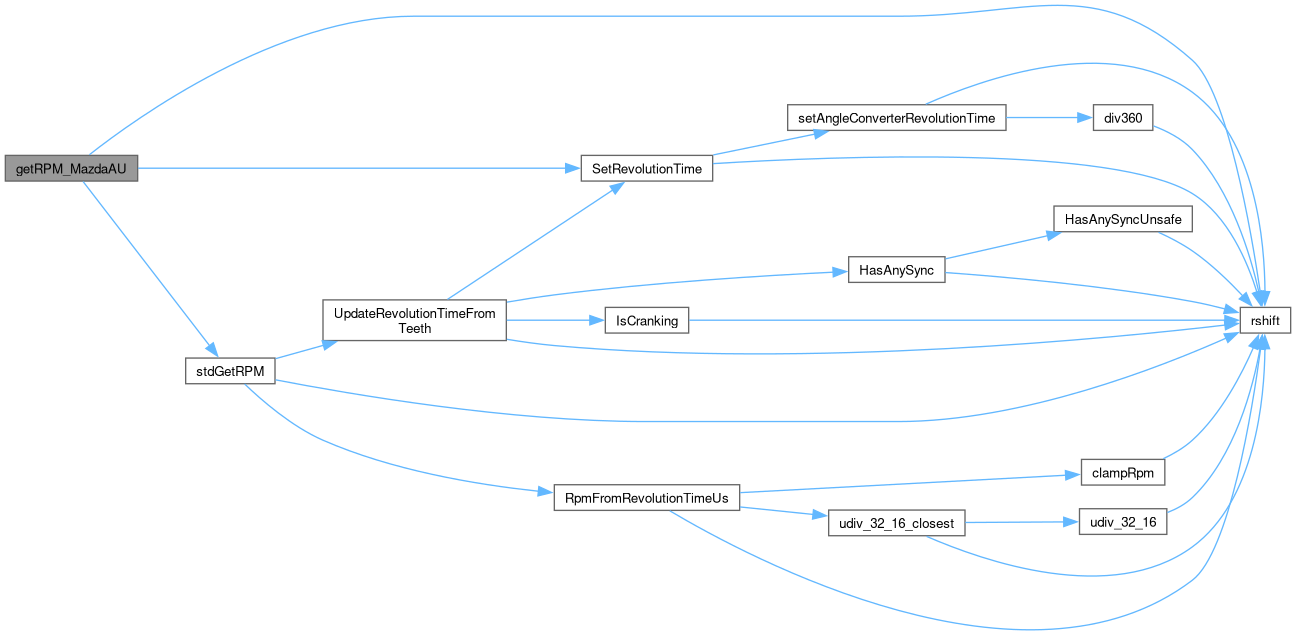 getRPM_MazdaAU
SetRevolutionTime
setAngleConverterRevolutionTime
div360
HasAnySyncUnsafe
HasAnySync
UpdateRevolutionTimeFrom
Teeth
IsCranking
rshift
stdGetRPM
RpmFromRevolutionTimeUs
clampRpm
udiv_32_16_closest
udiv_32_16